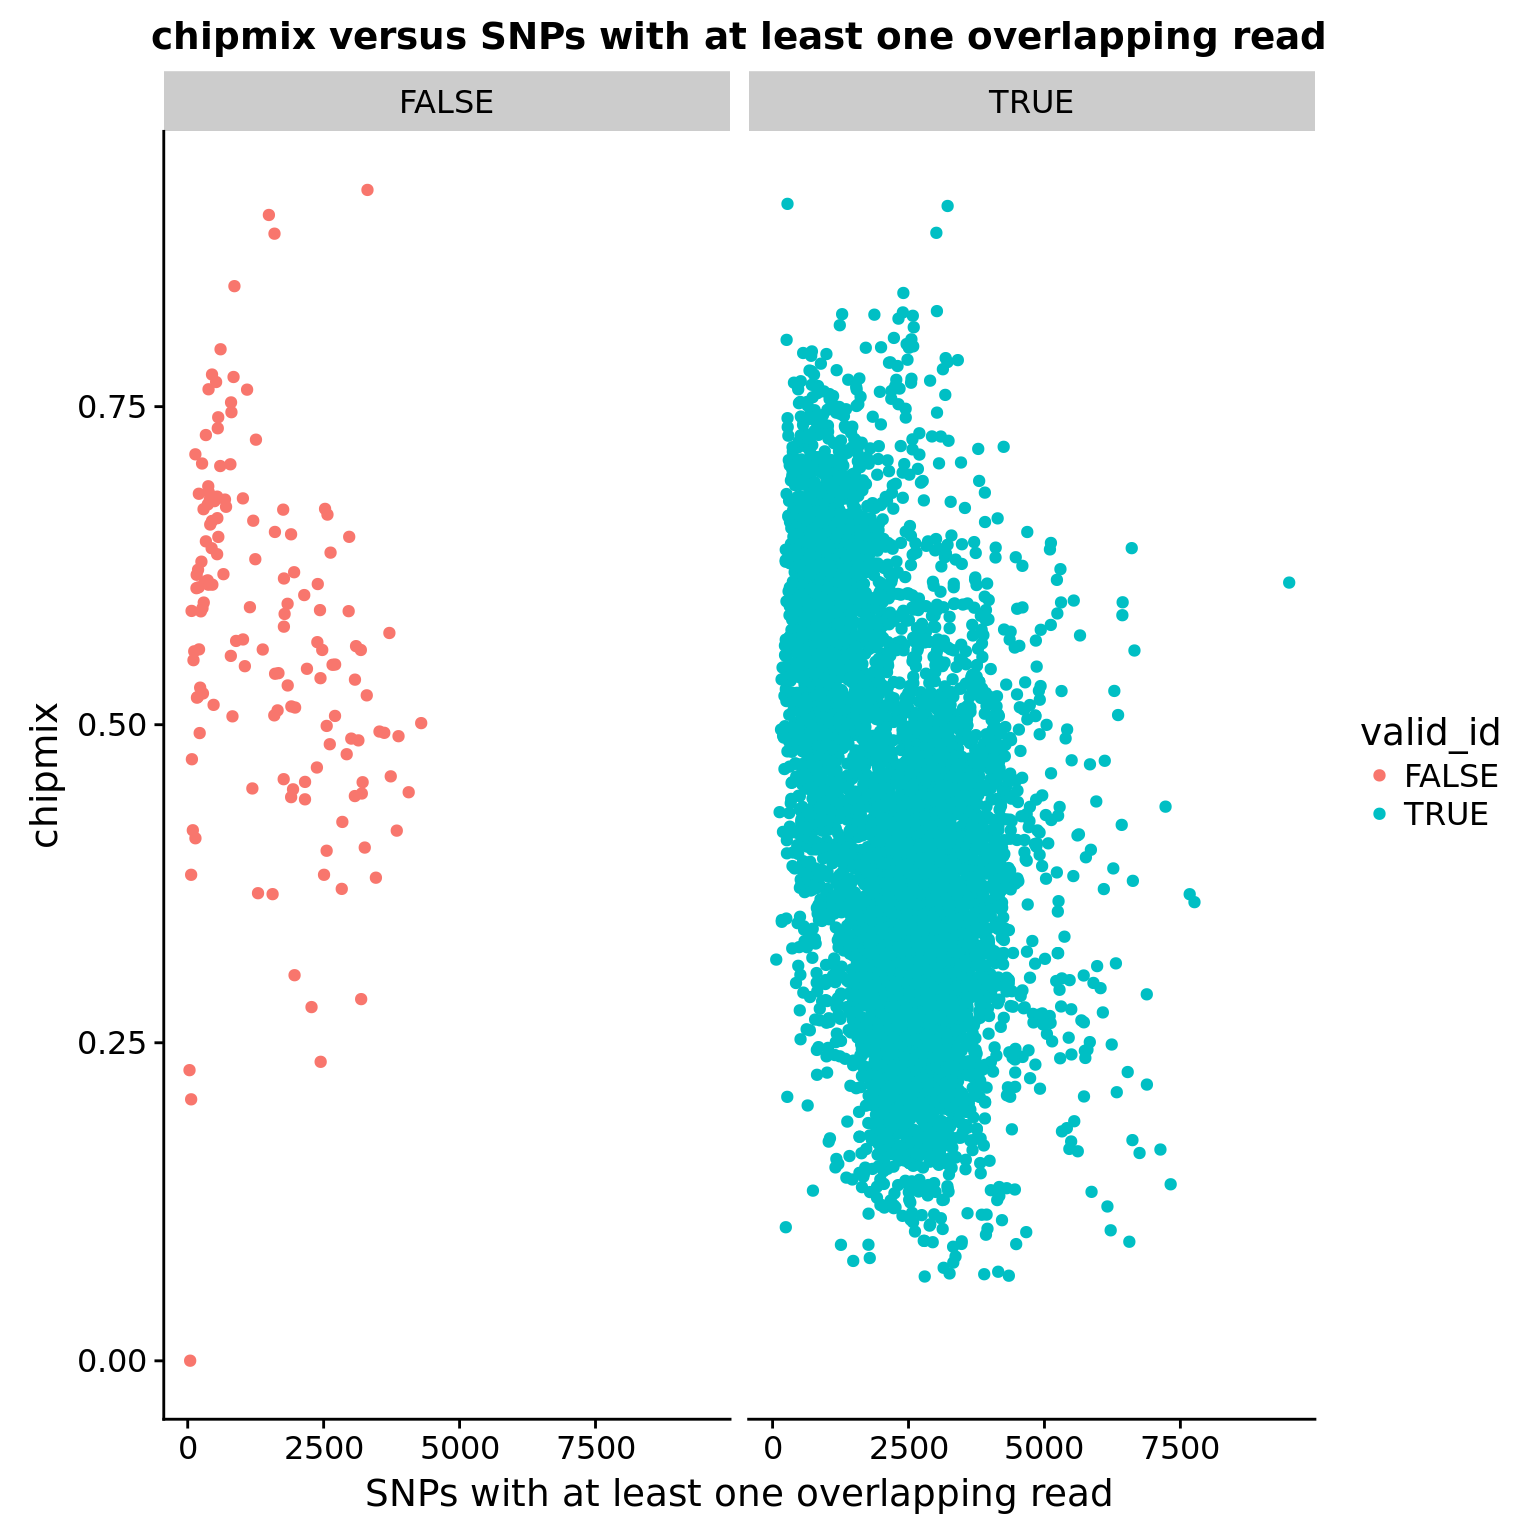 chipmix versus SNPs with at least one overlapping read
FALSE TRUE
0.75
0.50
0.25
0.00
chipmix
0 2500 5000 7500 0 2500 5000 7500
SNPs with at least one overlapping read
valid_id
FALSE
TRUE